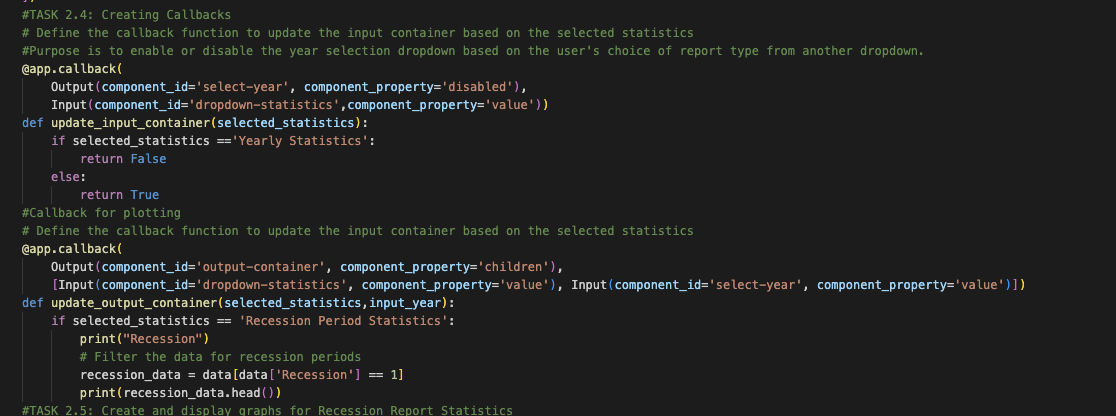 #TASK 2.4: Creating Callbacks
# Define the callback function to update the input container based on the selected statistics
#Purpose is to enable or disable the year selection dropdown based on the user's choice of report type from another dropdown.
@app.callback(
    Output(component_id='select-year', component_property='disabled'),
    Input(component_id='dropdown-statistics',component_property='value'))
def update_input_container(selected_statistics):
    if selected_statistics =='Yearly Statistics':
        return False
    else:
        return True
#Callback for plotting
# Define the callback function to update the input container based on the selected statistics
@app.callback(
    Output(component_id='output-container', component_property='children'),
    [Input(component_id='dropdown-statistics', component_property='value'), Input(component_id='select-year', component_property='value')])
def update_output_container(selected_statistics,input_year):
    if selected_statistics == 'Recession Period Statistics':
        print("Recession")
        # Filter the data for recession periods
        recession_data = data[data['Recession'] == 1]
        print(recession_data.head())
#TASK 2.5: Create and display graphs for Recession Report Statistics